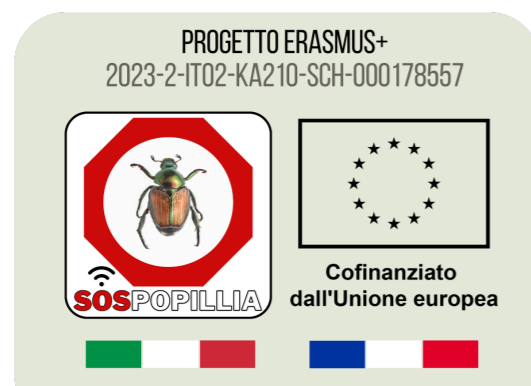 PROGETTO ERASMUS+
2023-2-IT02-KA210-SCH-000178557
SOSPOPILLIA
Cofinanziato
dall'Unione europea